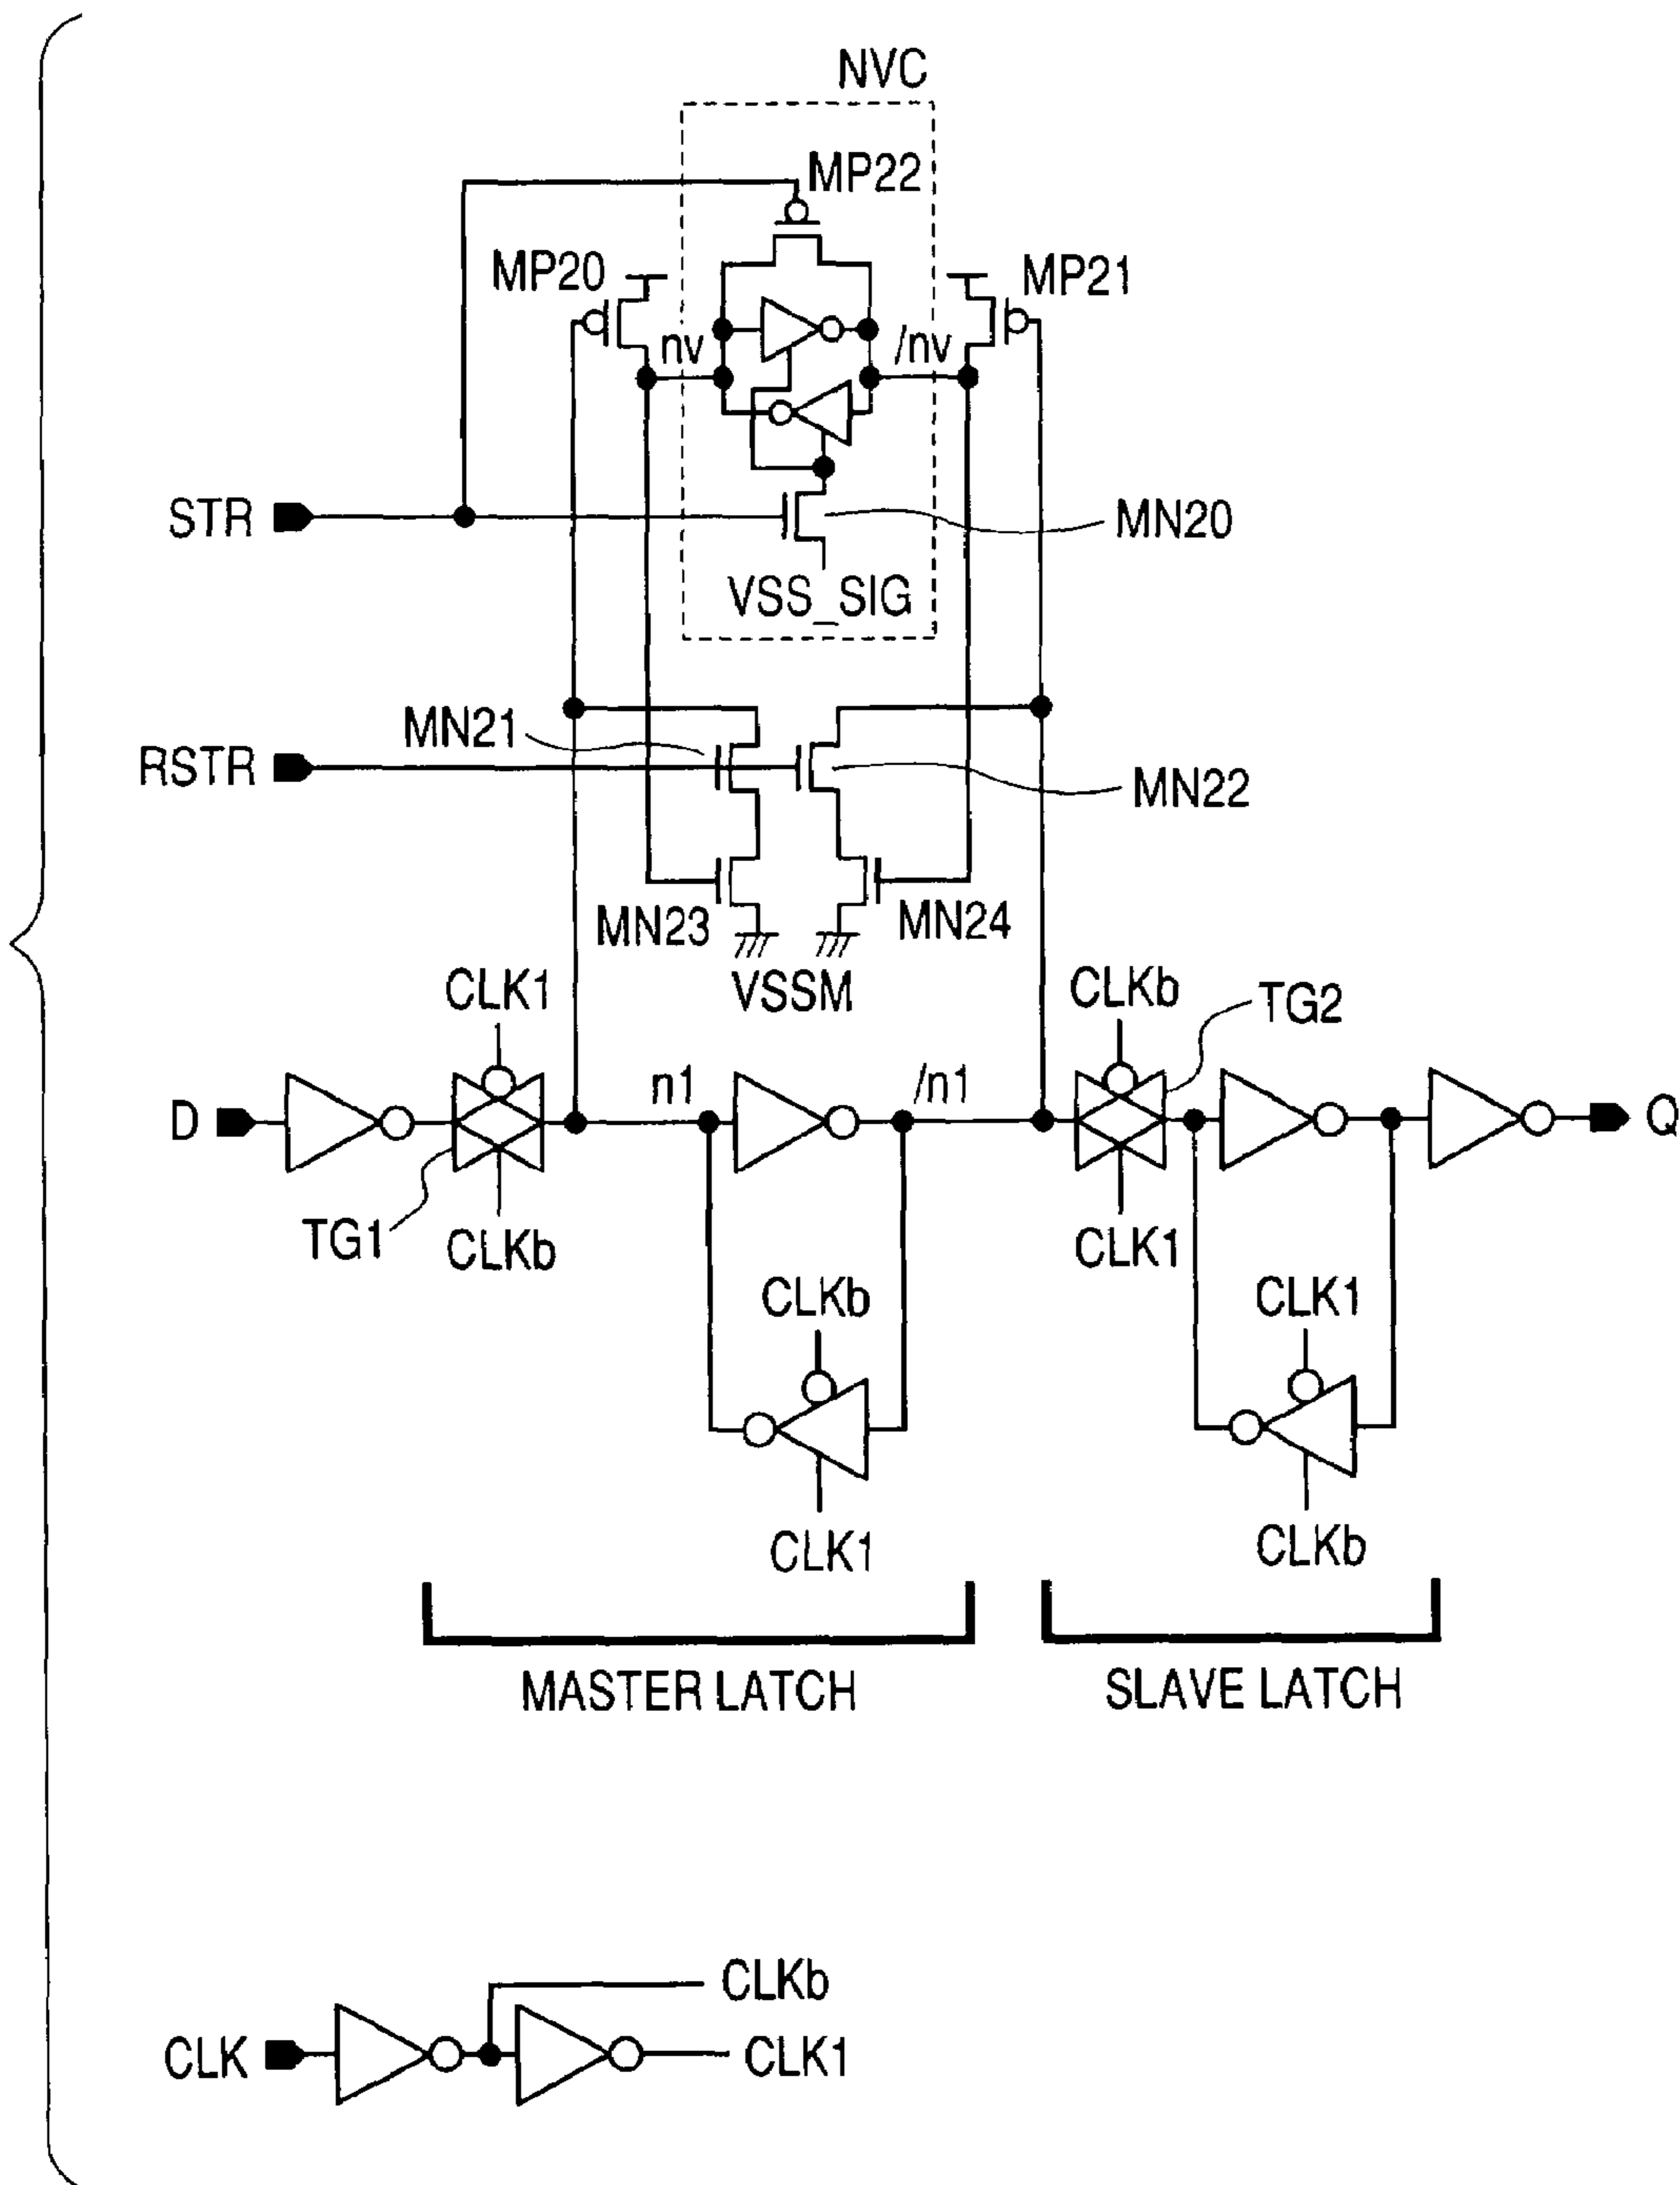 NVC
MP22
MP20
MP21
nv
/nv
STR
MN20
VSS_SIG
MN21
RSTR
MN22
MN23
MN24
VSSM
CLK1
CLKb
TG2
D
n1
/n1
Q
TG1
CLKb
CLK1
CLKb
CLK1
CLK1
CLKb
MASTER LATCH
SLAVE LATCH
CLKb
CLK
CLK1